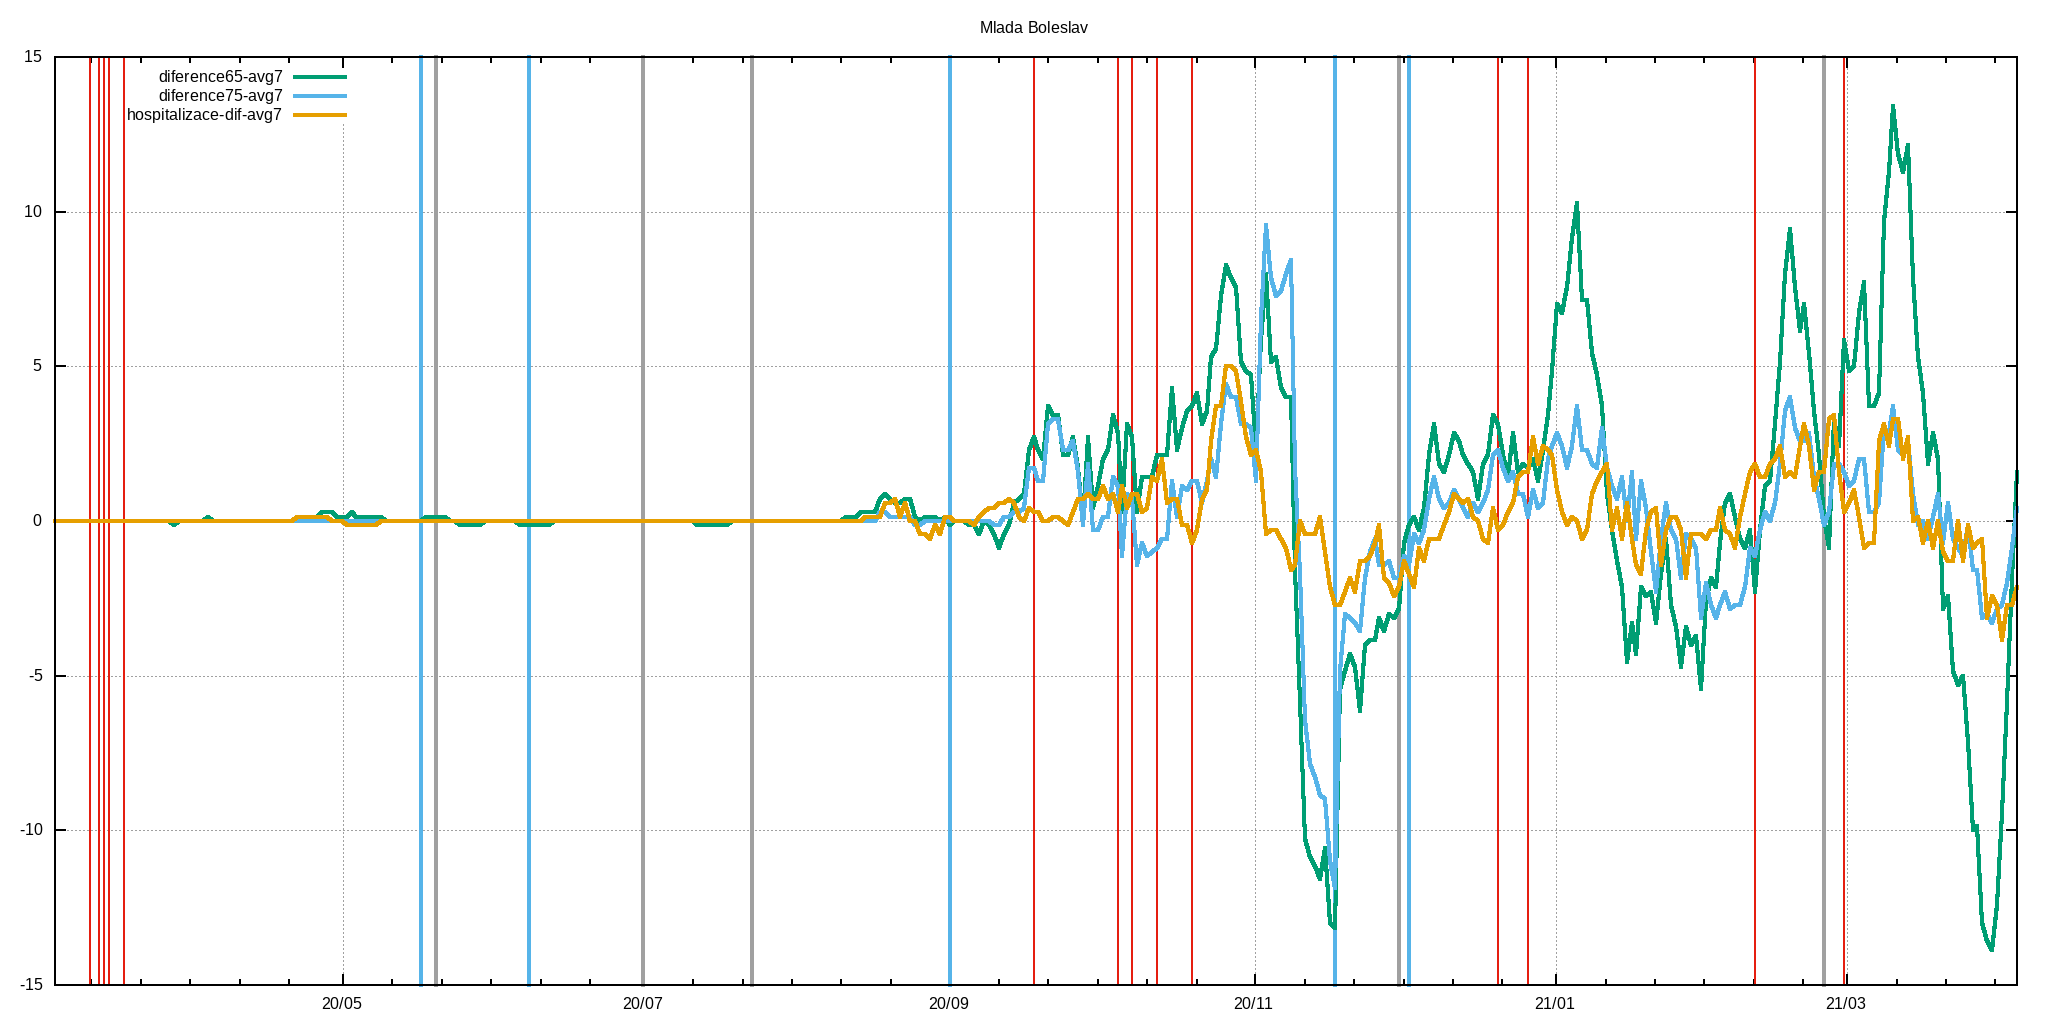 Mlada Boleslav
15
diference65-avg7
diference75-avg7
hospitalizace-dif-avg7
10
5
0
-5
-10
-15
20/05 20/07 20/09 20/11 21/01 21/03